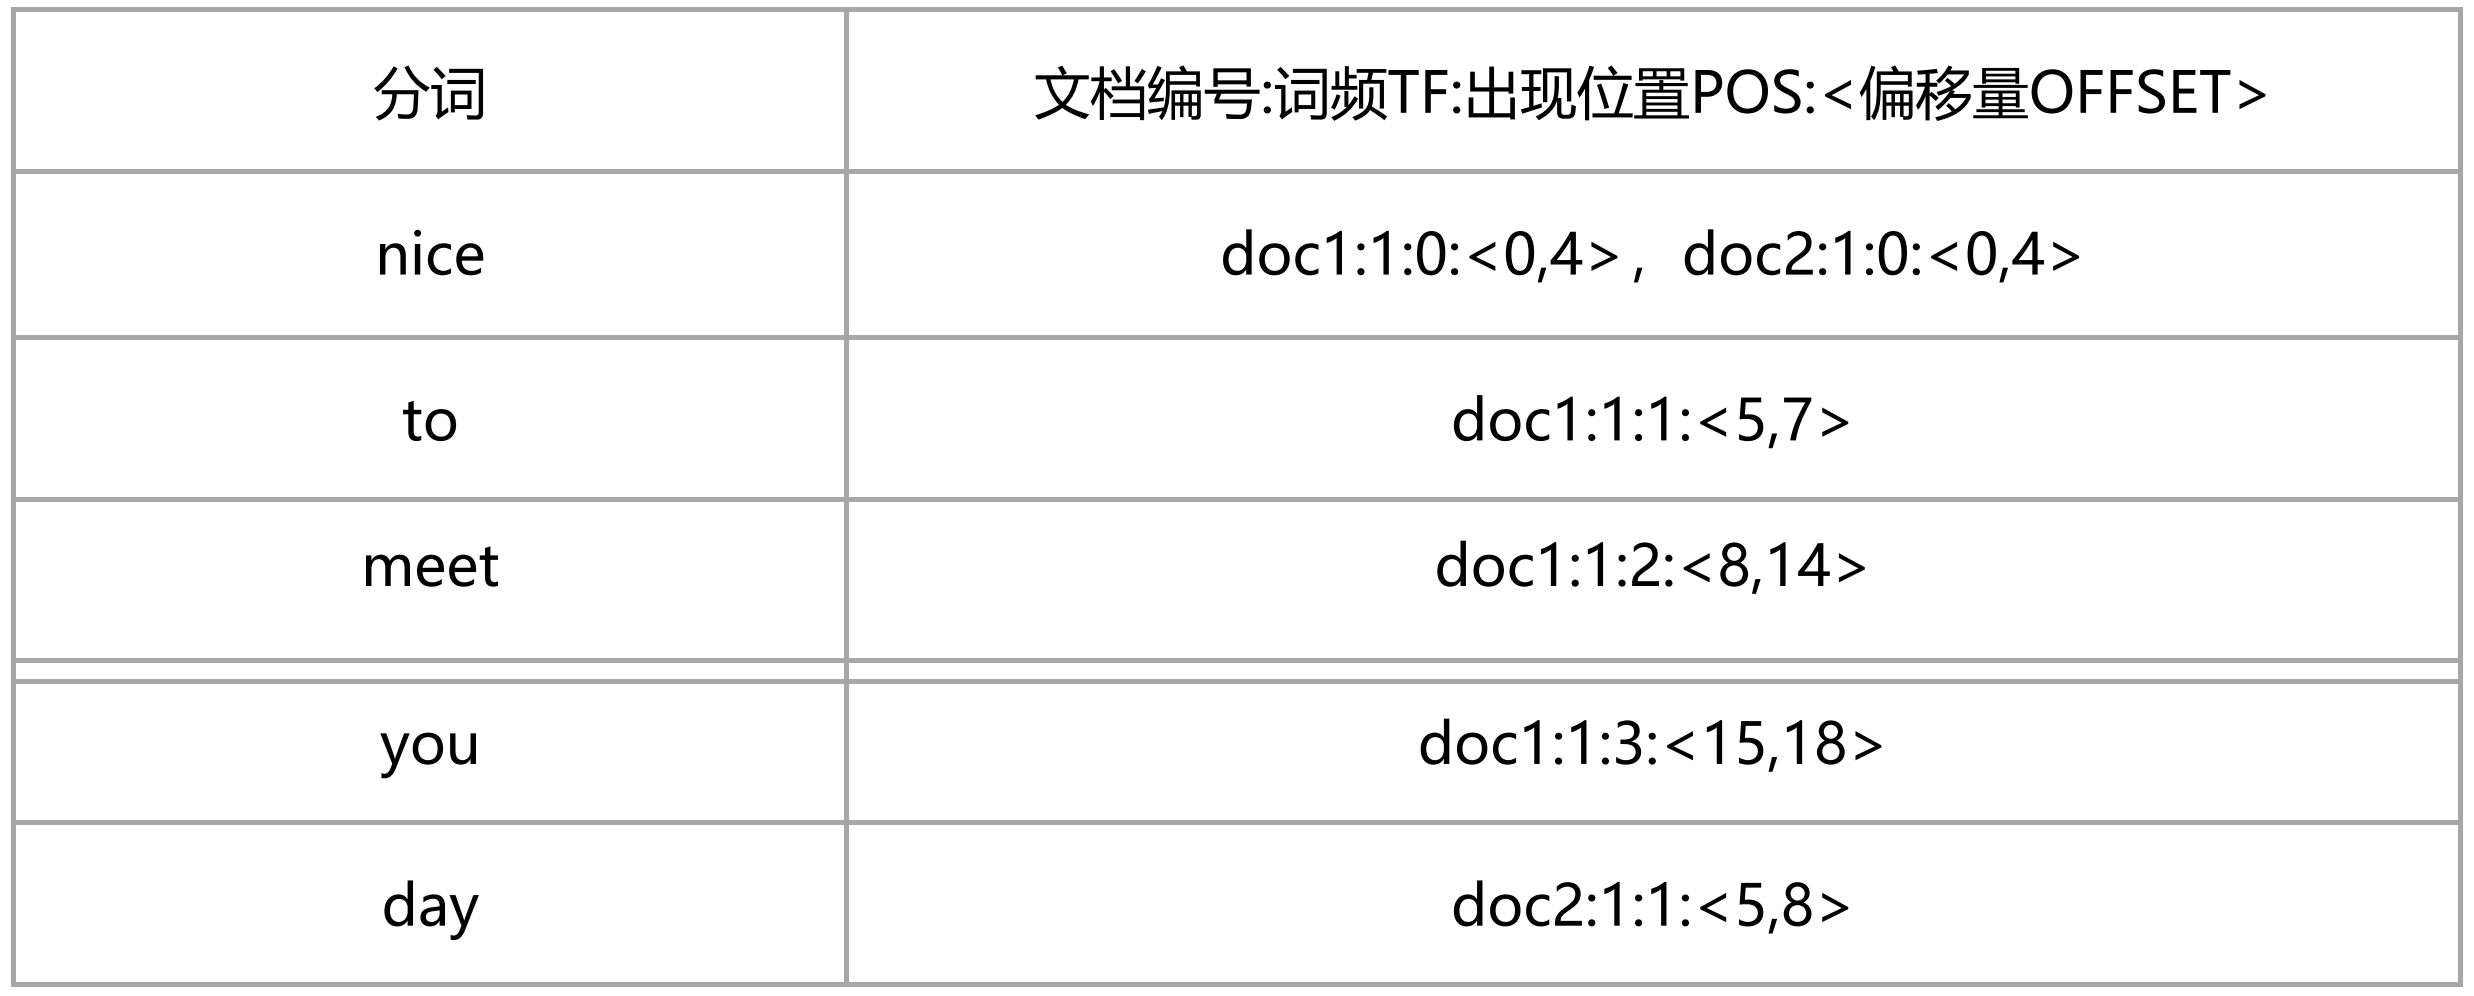 分词 文档编号:词频TF:出现位置POS:<偏移量OFFSET>
nice doc1:1:0:<0,4>，doc2:1:0:<0,4>
to doc1:1:1:<5,7>
meet doc1:1:2:<8,14>
you doc1:1:3:<15,18>
day doc2:1:1:<5,8>